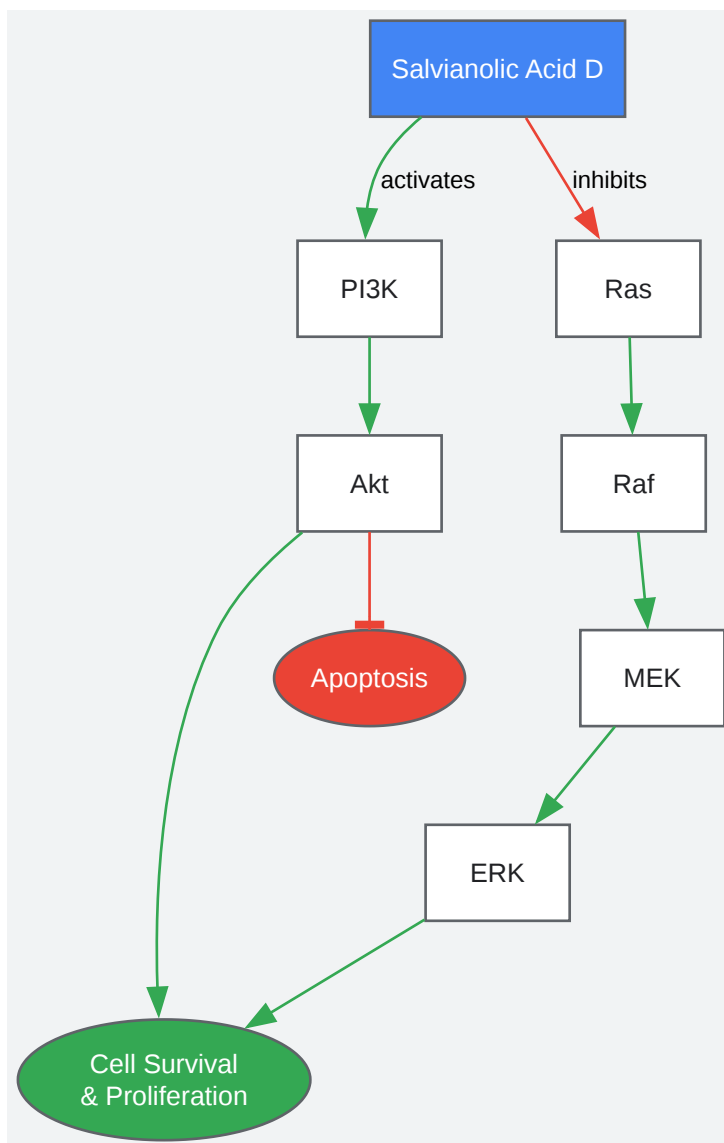 Salvianolic Acid D
activates
inhibits
PI3K
Ras
Akt
Raf
Apoptosis
MEK
ERK
Cell Survival
& Proliferation